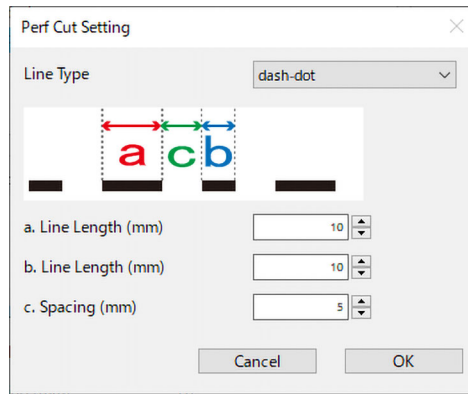 Perf Cut Setting
Line Type
dash-dot
a c b
a. Line Length (mm)
10
b. Line Length (mm)
10
c. Spacing (mm)
5
Cancel
OK